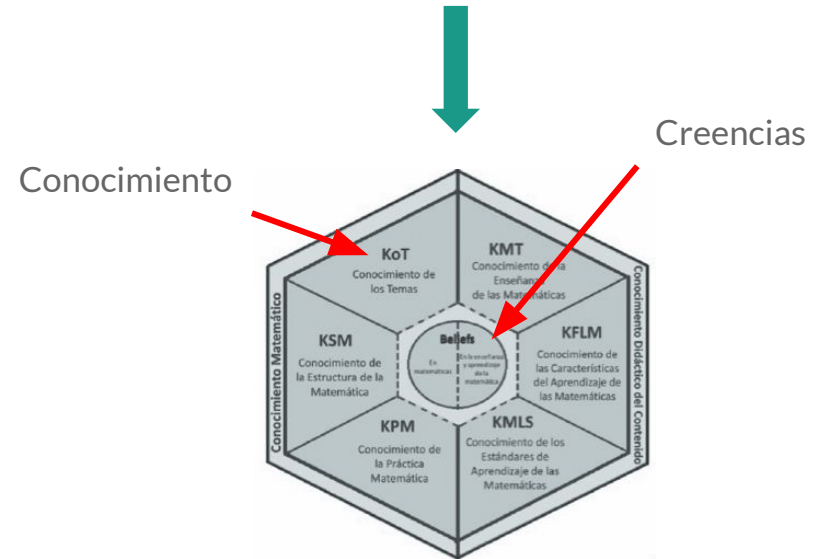 Creencias
Conocimiento
KoT
Conocimiento de
los Temas
KMT
Conocimiento de la
Enseñanza
de las Matemáticas
Conocimiento Matemático
Conocimiento Didáctico del Contenido
KSM
Conocimiento de
la Estructura de la
Matemática
Beliefs
En
matemáticas
En la enseñanza
y aprendizaje
de la
matemática
KFLM
Conocimiento de
las Características
del Aprendizaje de
las Matemáticas
KPM
Conocimiento de
la Práctica
Matemática
KMLS
Conocimiento de los
Estándares de
Aprendizaje de las
Matemáticas